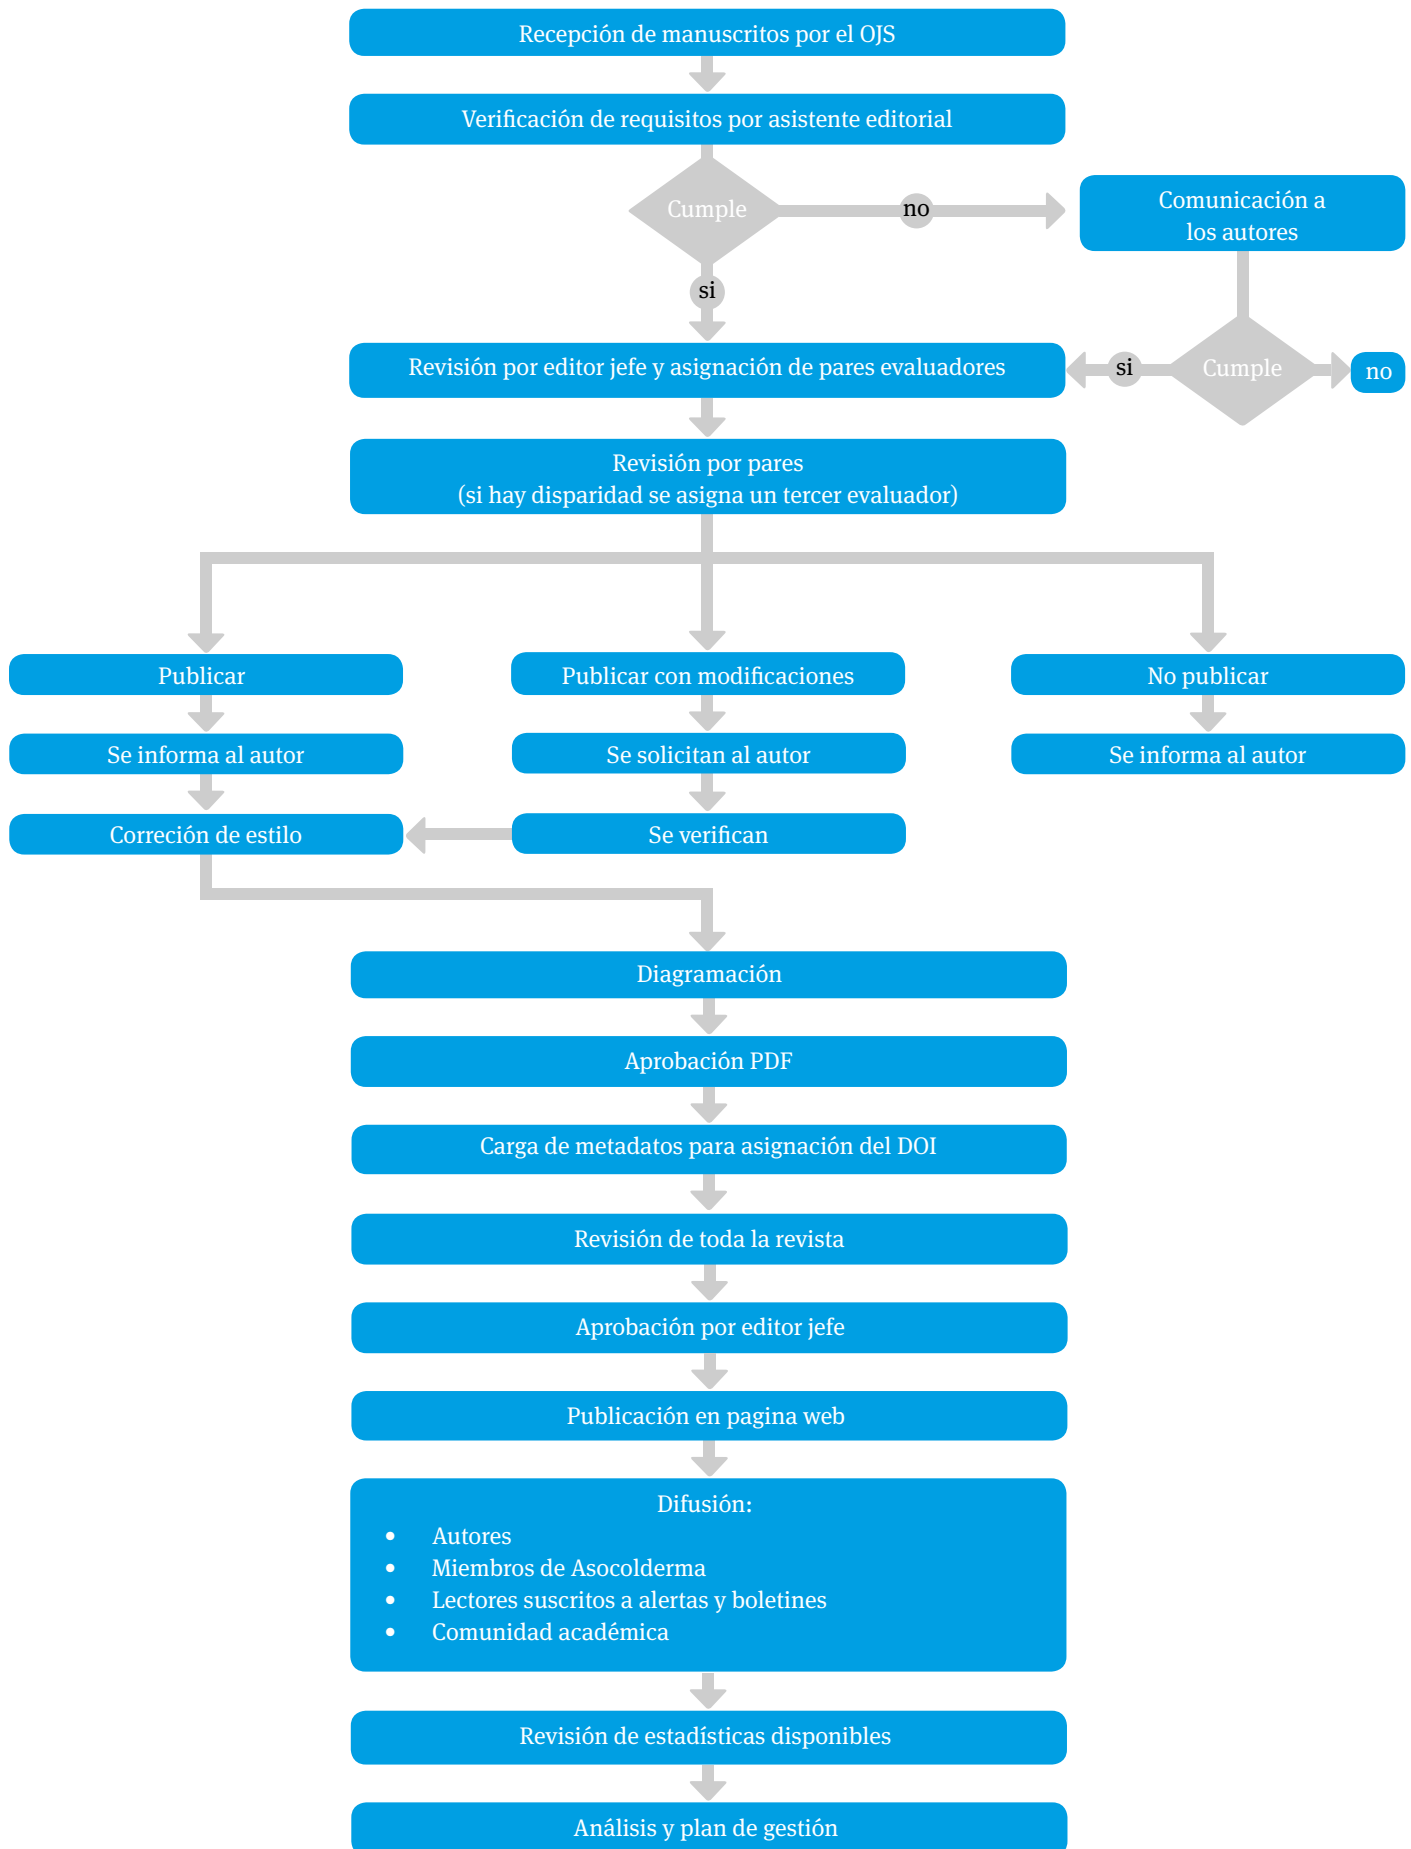 Recepción de manuscritos por el OJS
Verificación de requisitos por asistente editorial
Cumple
no
Comunicación a
los autores
si
Revisión por editor jefe y asignación de pares evaluadores
si
Cumple
no
Revisión por pares
(si hay disparidad se asigna un tercer evaluador)
Publicar
Publicar con modificaciones
No publicar
Se informa al autor
Se solicitan al autor
Se informa al autor
Correción de estilo
Se verifican
Diagramación
Aprobación PDF
Carga de metadatos para asignación del DOI
Revisión de toda la revista
Aprobación por editor jefe
Publicación en pagina web
Difusión:
• Autores
• Miembros de Asocolderma
• Lectores suscritos a alertas y boletines
• Comunidad académica
Revisión de estadísticas disponibles
Análisis y plan de gestión